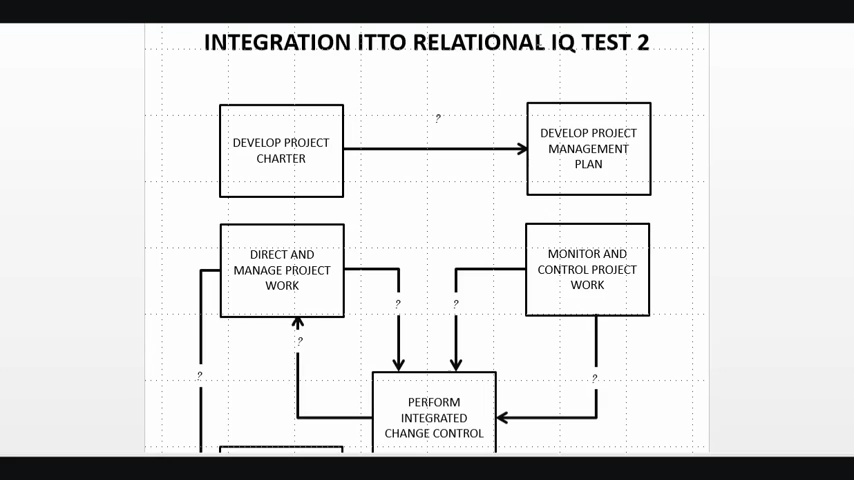 INTEGRATION ITTO RELATIONAL IQ TEST 2
?
DEVELOP PROJECT
CHARTER
DEVELOP PROJECT
MANAGEMENT
PLAN
DIRECT AND
MANAGE PROJECT
WORK
MONITOR AND
CONTROL PROJECT
WORK
?
?
?
?
?
PERFORM
INTEGRATED
CHANGE CONTROL